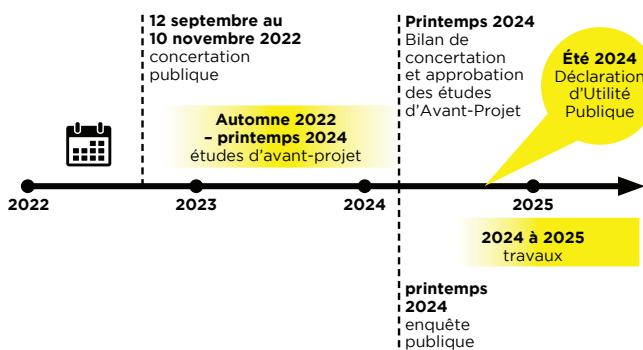 12 septembre au
10 novembre 2022
concertation
publique
Automne 2022
– printemps 2024
études d'avant-projet
Printemps 2024
Bilan de
concertation
et approbation
des études
d'Avant-Projet
Été 2024
Déclaration
d'Utilité
Publique
2022
2023
2024
2025
2024 à 2025
travaux
printemps
2024
enquête
publique